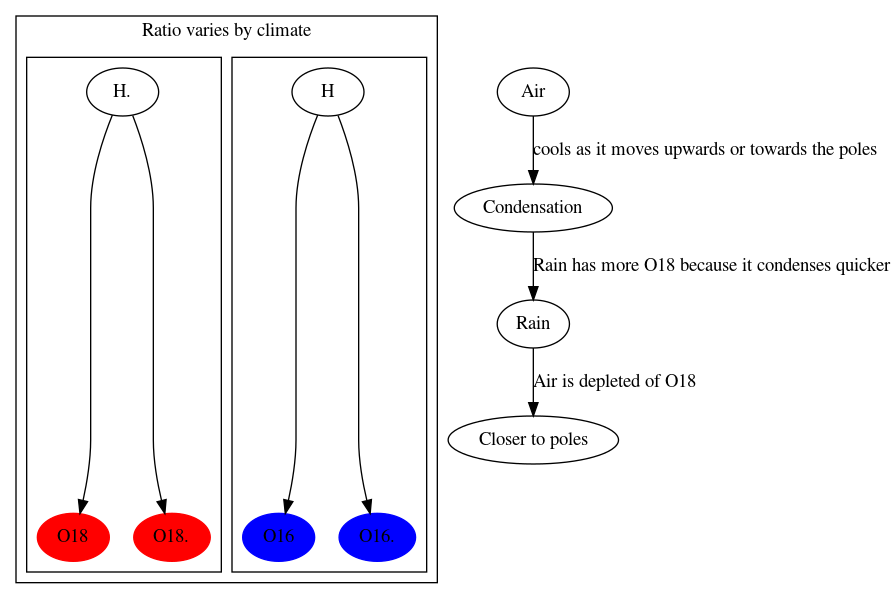 Ratio varies by climate
H.
H
Air
cools as it moves upwards or towards the poles
Condensation
Rain has more O18 because it condenses quicker
Rain
Air is depleted of O18
Closer to poles
O18
O18.
O16
O16.